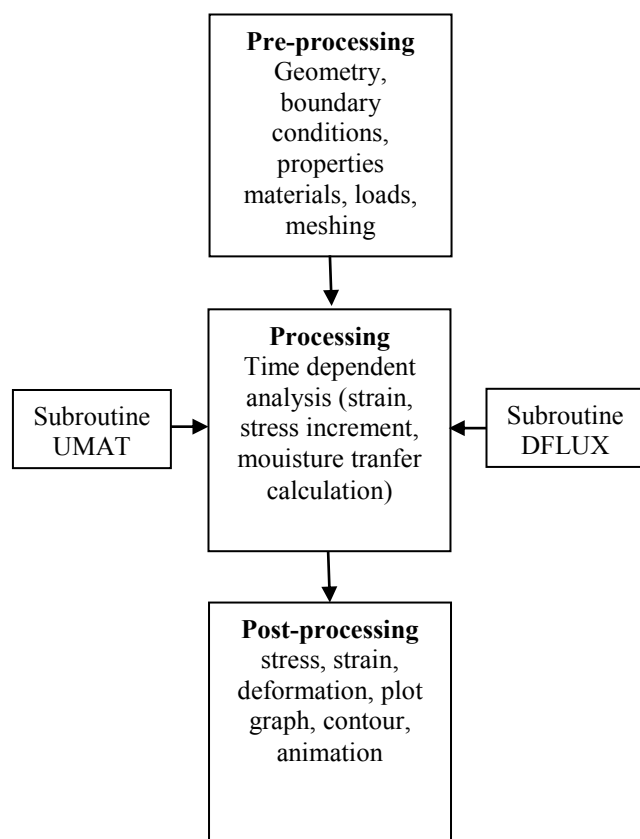 Pre-processing
Geometry,
boundary
conditions,
properties
materials, loads,
meshing
Processing
Time dependent
analysis (strain,
stress increment,
mouisture tranfer
calculation)
Subroutine
UMAT
Subroutine
DFLUX
Post-processing
stress, strain,
deformation, plot
graph, contour,
animation